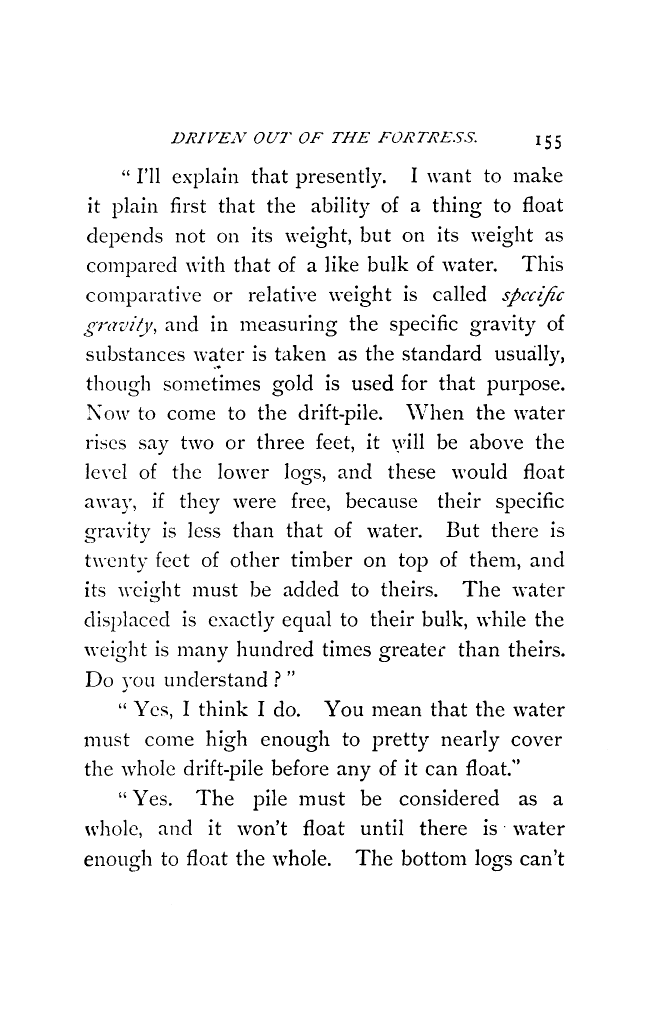 DRIVEN OUT OF THE FORTRESS. 155
“ I'll explain that presently. I want to make
it plain first that the ability of a thing to float
depends not on its weight, but on its weight as
compared with that of a like bulk of water. This
comparative or relative weight is called specific
gravity, and in measuring the specific gravity of
substances water is taken as the standard usually,
though sometimes gold is used for that purpose.
Now to come to the drift-pile. When the water
rises say two or three feet, it will be above the
level of the lower logs, and these would float
away, if they were free, because their specific
gravity is less than that of water. But there is
twenty feet of other timber on top of them, and
its weight must be added to theirs. The water
displaced is exactly equal to their bulk, while the
weight is many hundred times greater than theirs.
Do you understand ? ”
“ Yes, I think I do. You mean that the water
must come high enough to pretty nearly cover
the whole drift-pile before any of it can float.”
“ Yes. The pile must be considered as a
whole, and it won't float until there is water
enough to float the whole. The bottom logs can't